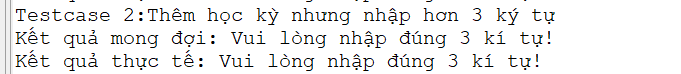 Testcase 2:Thêm học kỳ nhưng nhập hơn 3 ký tự
Kết quả mong đợi: Vui lòng nhập đúng 3 kí tự!
Kết quả thực tế: Vui lòng nhập đúng 3 kí tự!